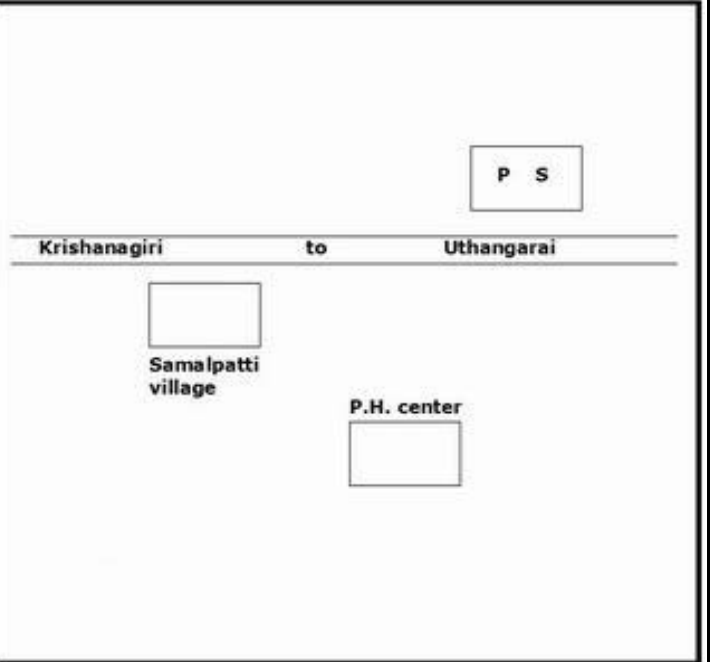 P S
Krishanagiri to Uthangarai
Samalpatti
village
P.H. center